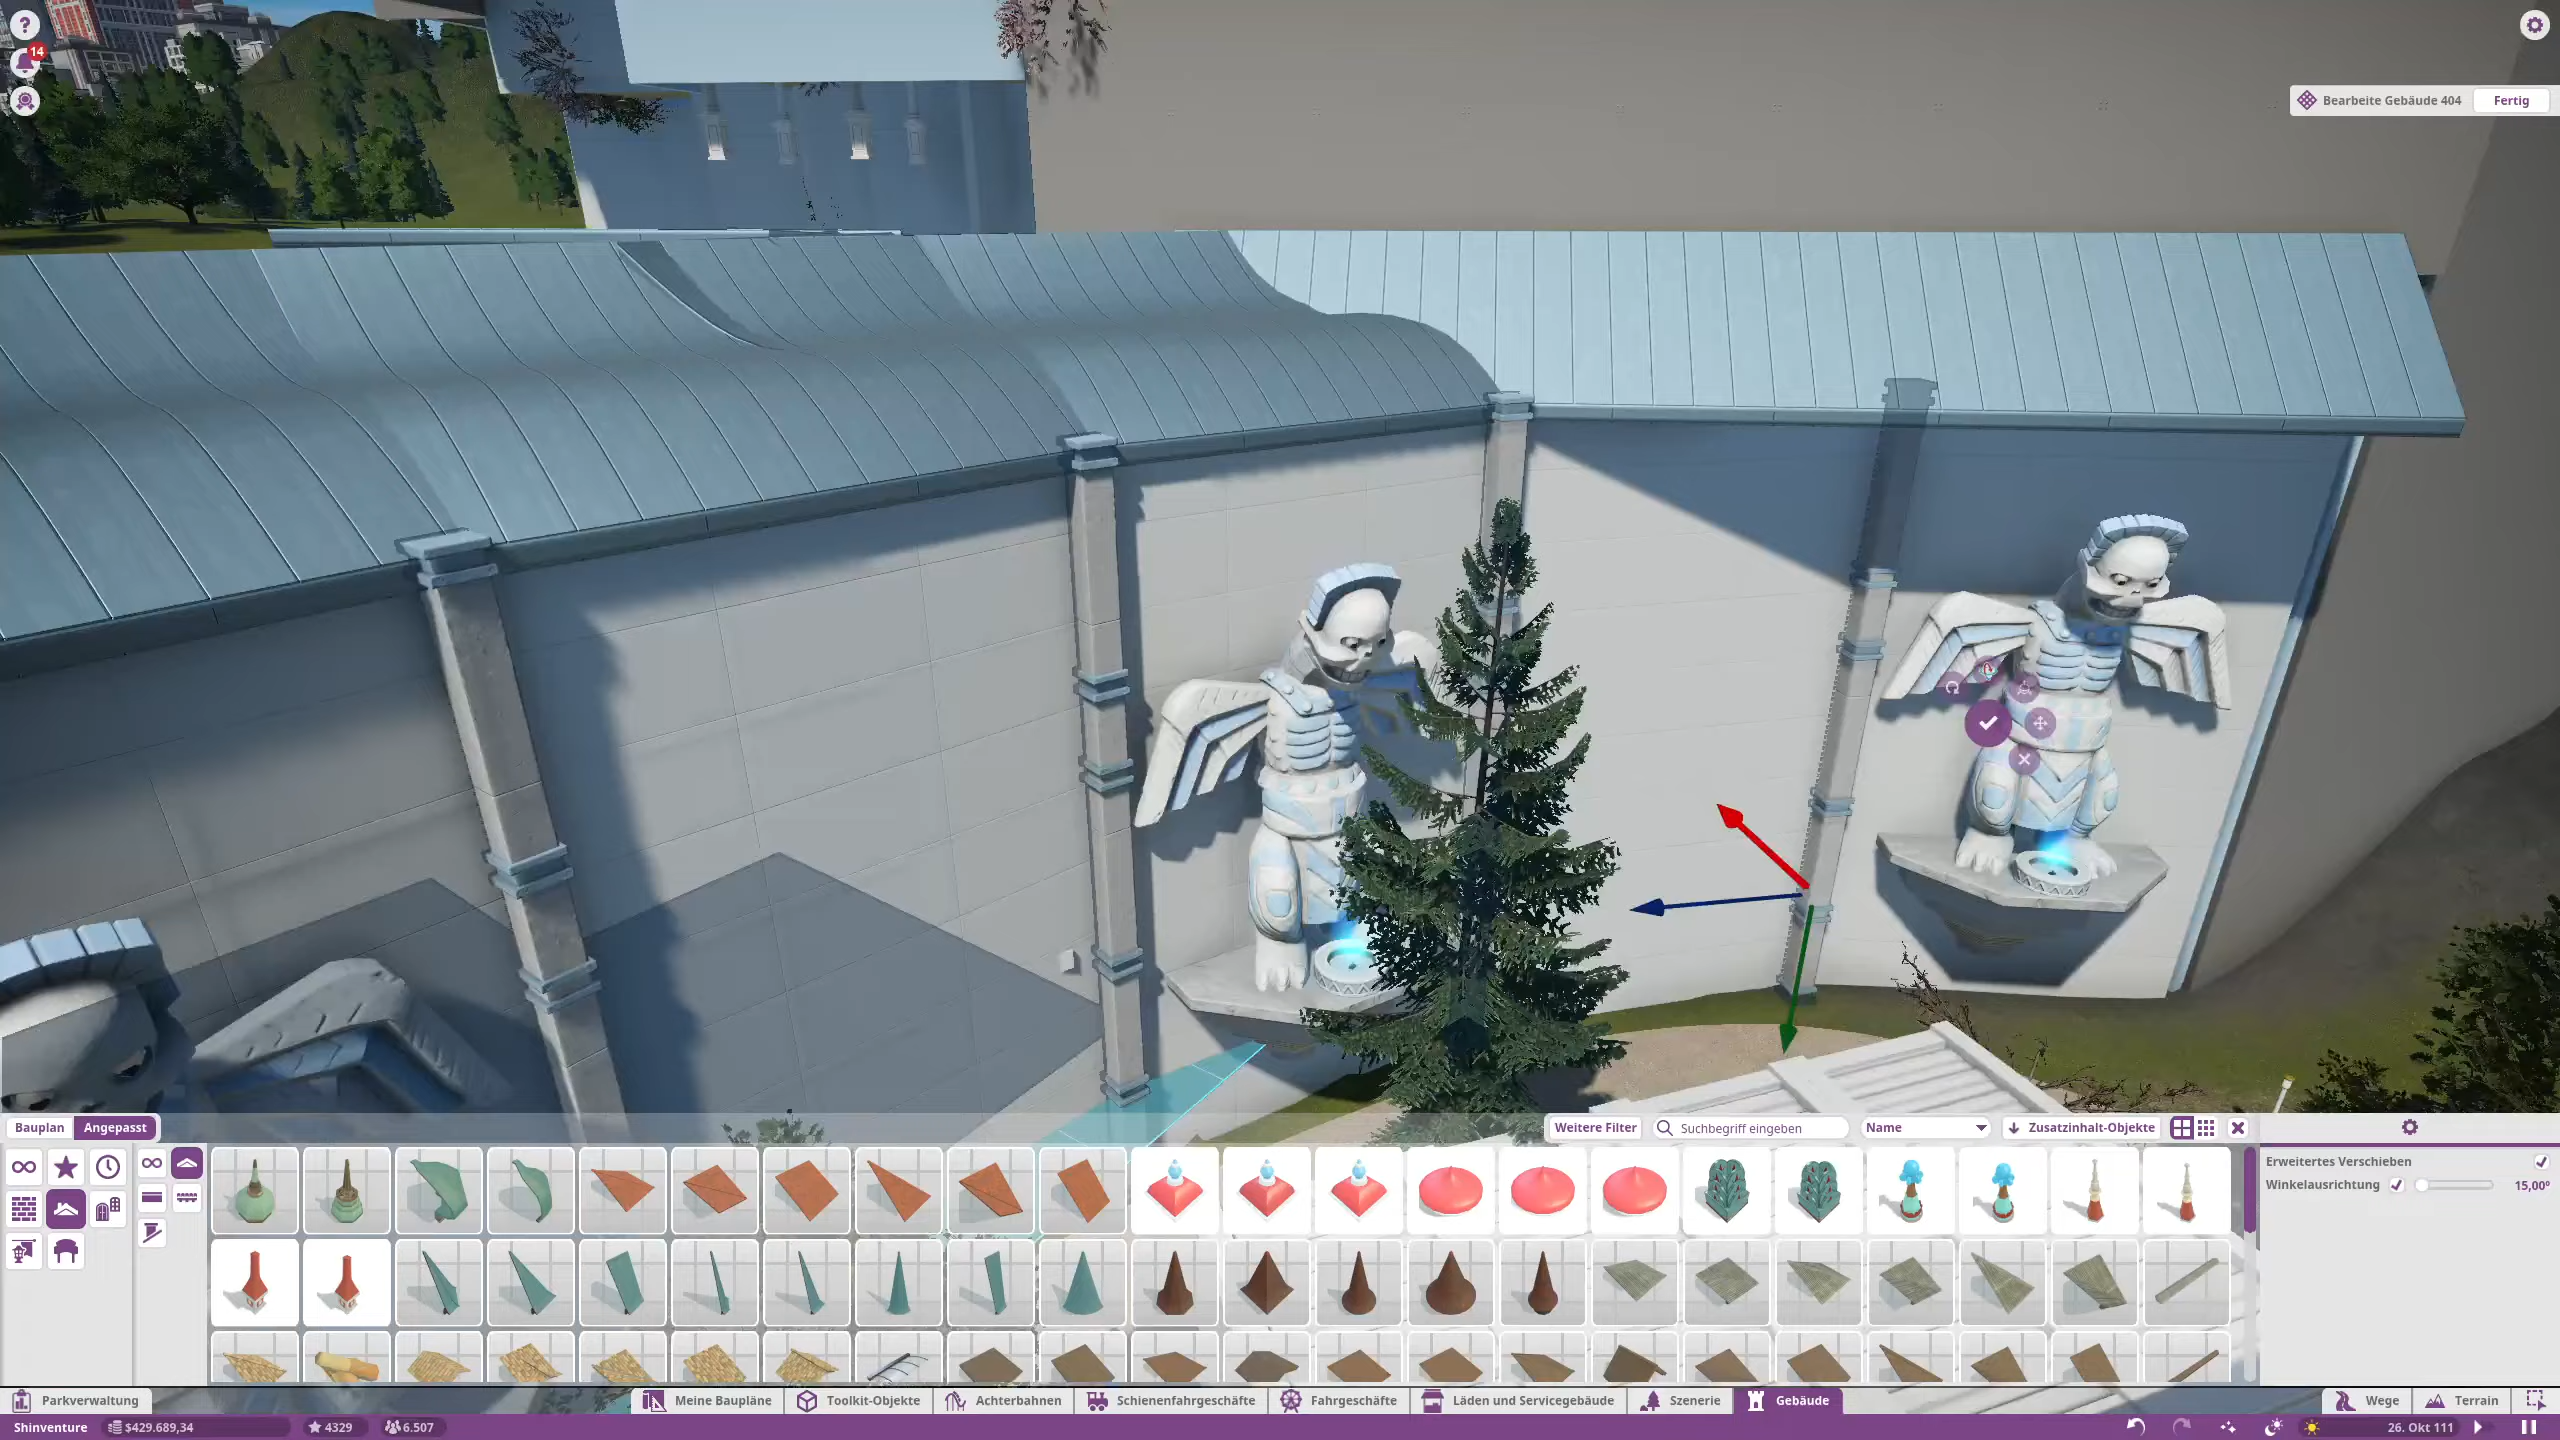 ?
14
Bearbeite Gebäude 404
Fertig
Bauplan
Angepasst
Weitere Filter
Suchbegriff eingeben
Name
Zusatzinhalt-Objekte
Erweitertes Verschieben
Winkelausrichtung
15,00°
Parkverwaltung
Meine Baupläne
Toolkit-Objekte
Achterbahnen
Schienenfahrgeschäfte
Fahrgeschäfte
Läden und Servicegebäude
Szenerie
Gebäude
Wege
Terrain
Shinventure
$429.689,34
4329
6.507
26. Okt 111